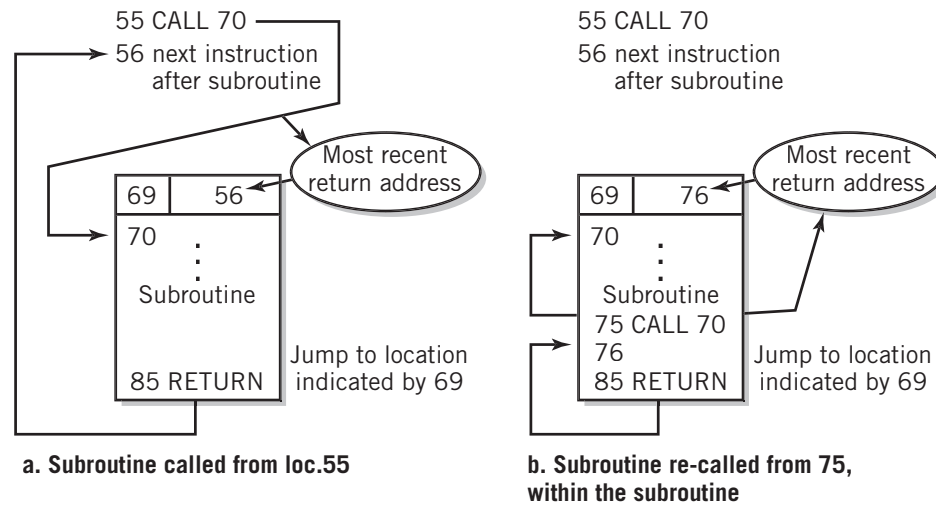 55 CALL 70
56 next instruction
after subroutine
Most recent
return address
69 56
70
Subroutine
85 RETURN
Jump to location
indicated by 69
a. Subroutine called from loc.55
55 CALL 70
56 next instruction
after subroutine
Most recent
return address
69 76
70
Subroutine
75 CALL 70
76
85 RETURN
Jump to location
indicated by 69
b. Subroutine re-called from 75,
within the subroutine